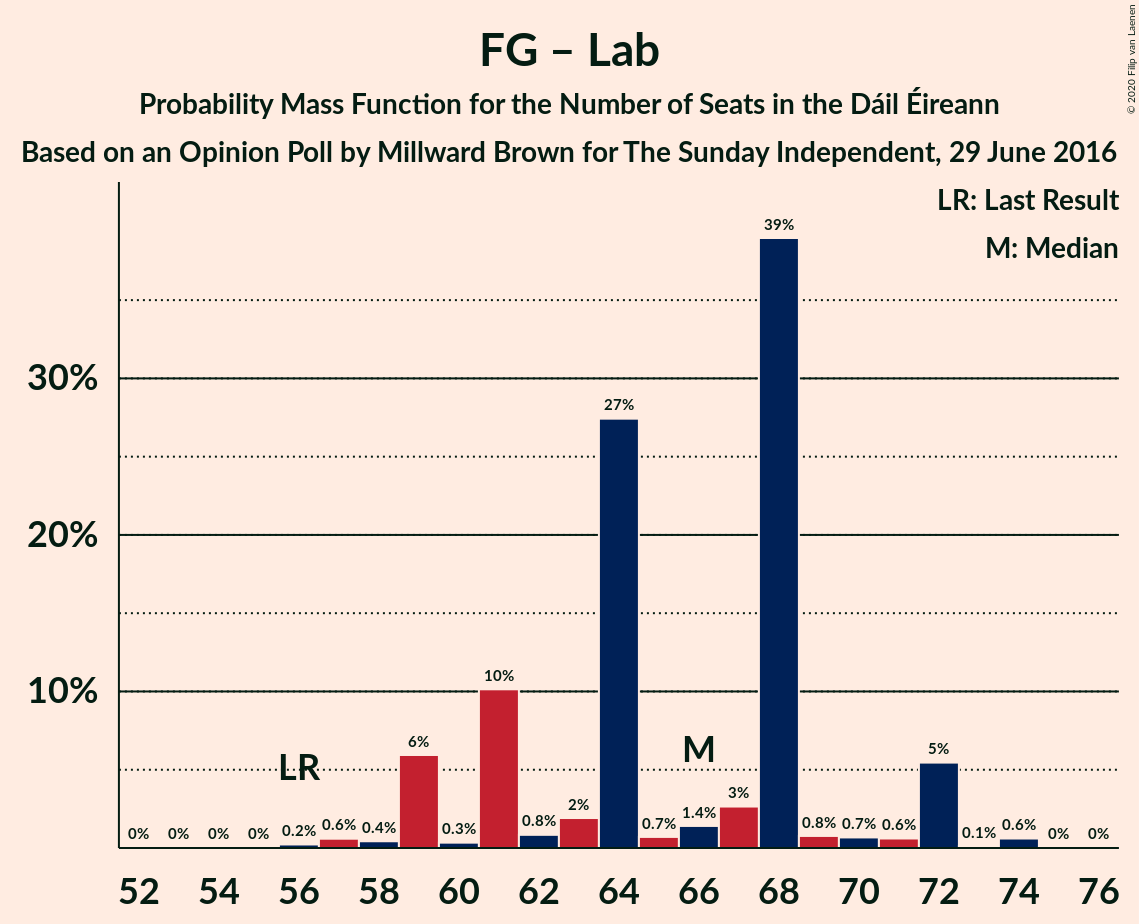 FG – Lab
Probability Mass Function for the Number of Seats in the Dáil Éireann
Based on an Opinion Poll by Millward Brown for The Sunday Independent, 29 June 2016
© 2020 Filip van Laenen
LR: Last Result
M: Median
39%
30%
27%
20%
10%
10%
LR
M
6%
5%
0% 0% 0% 0% 0.2% 0.6% 0.4% 0.3% 0.8% 2% 0.7% 1.4% 3% 0.8% 0.7% 0.6% 0.1% 0.6% 0% 0%
52 54 56 58 60 62 64 66 68 70 72 74 76